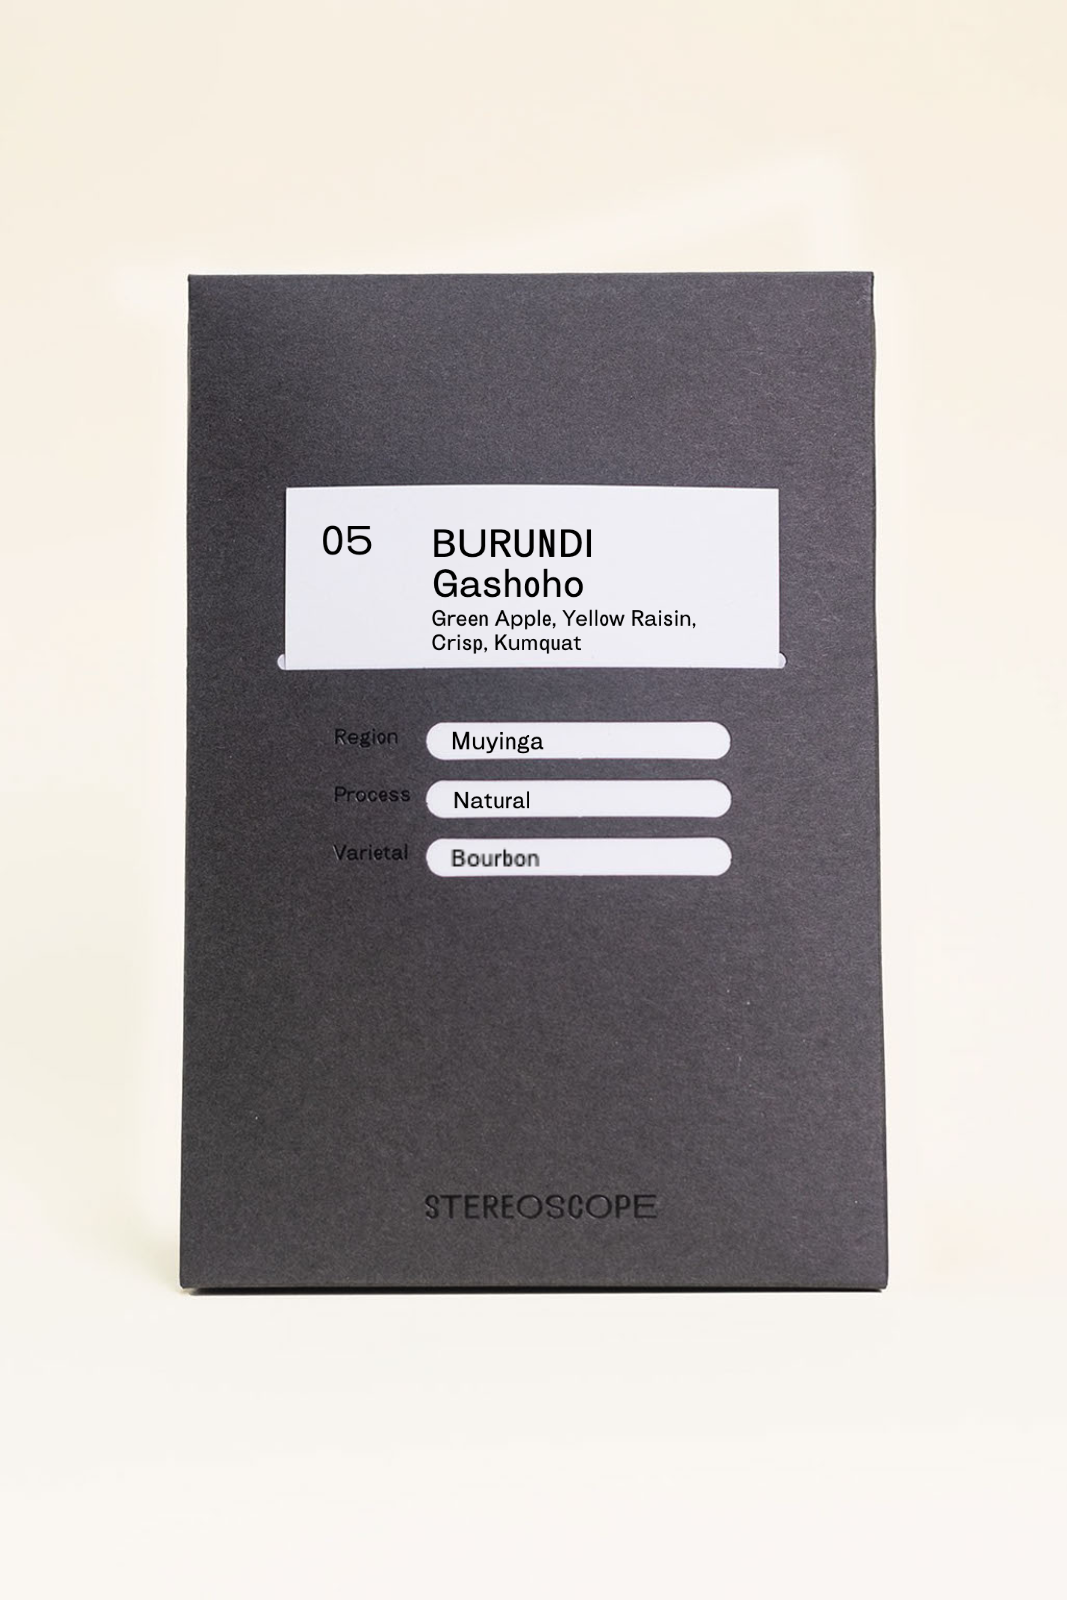 05
BURUNDI
Gashoho
Green Apple, Yellow Raisin,
Crisp, Kumquat
Region Muyinga
Process Natural
Varietal Bourbon
STEREOSCOPE